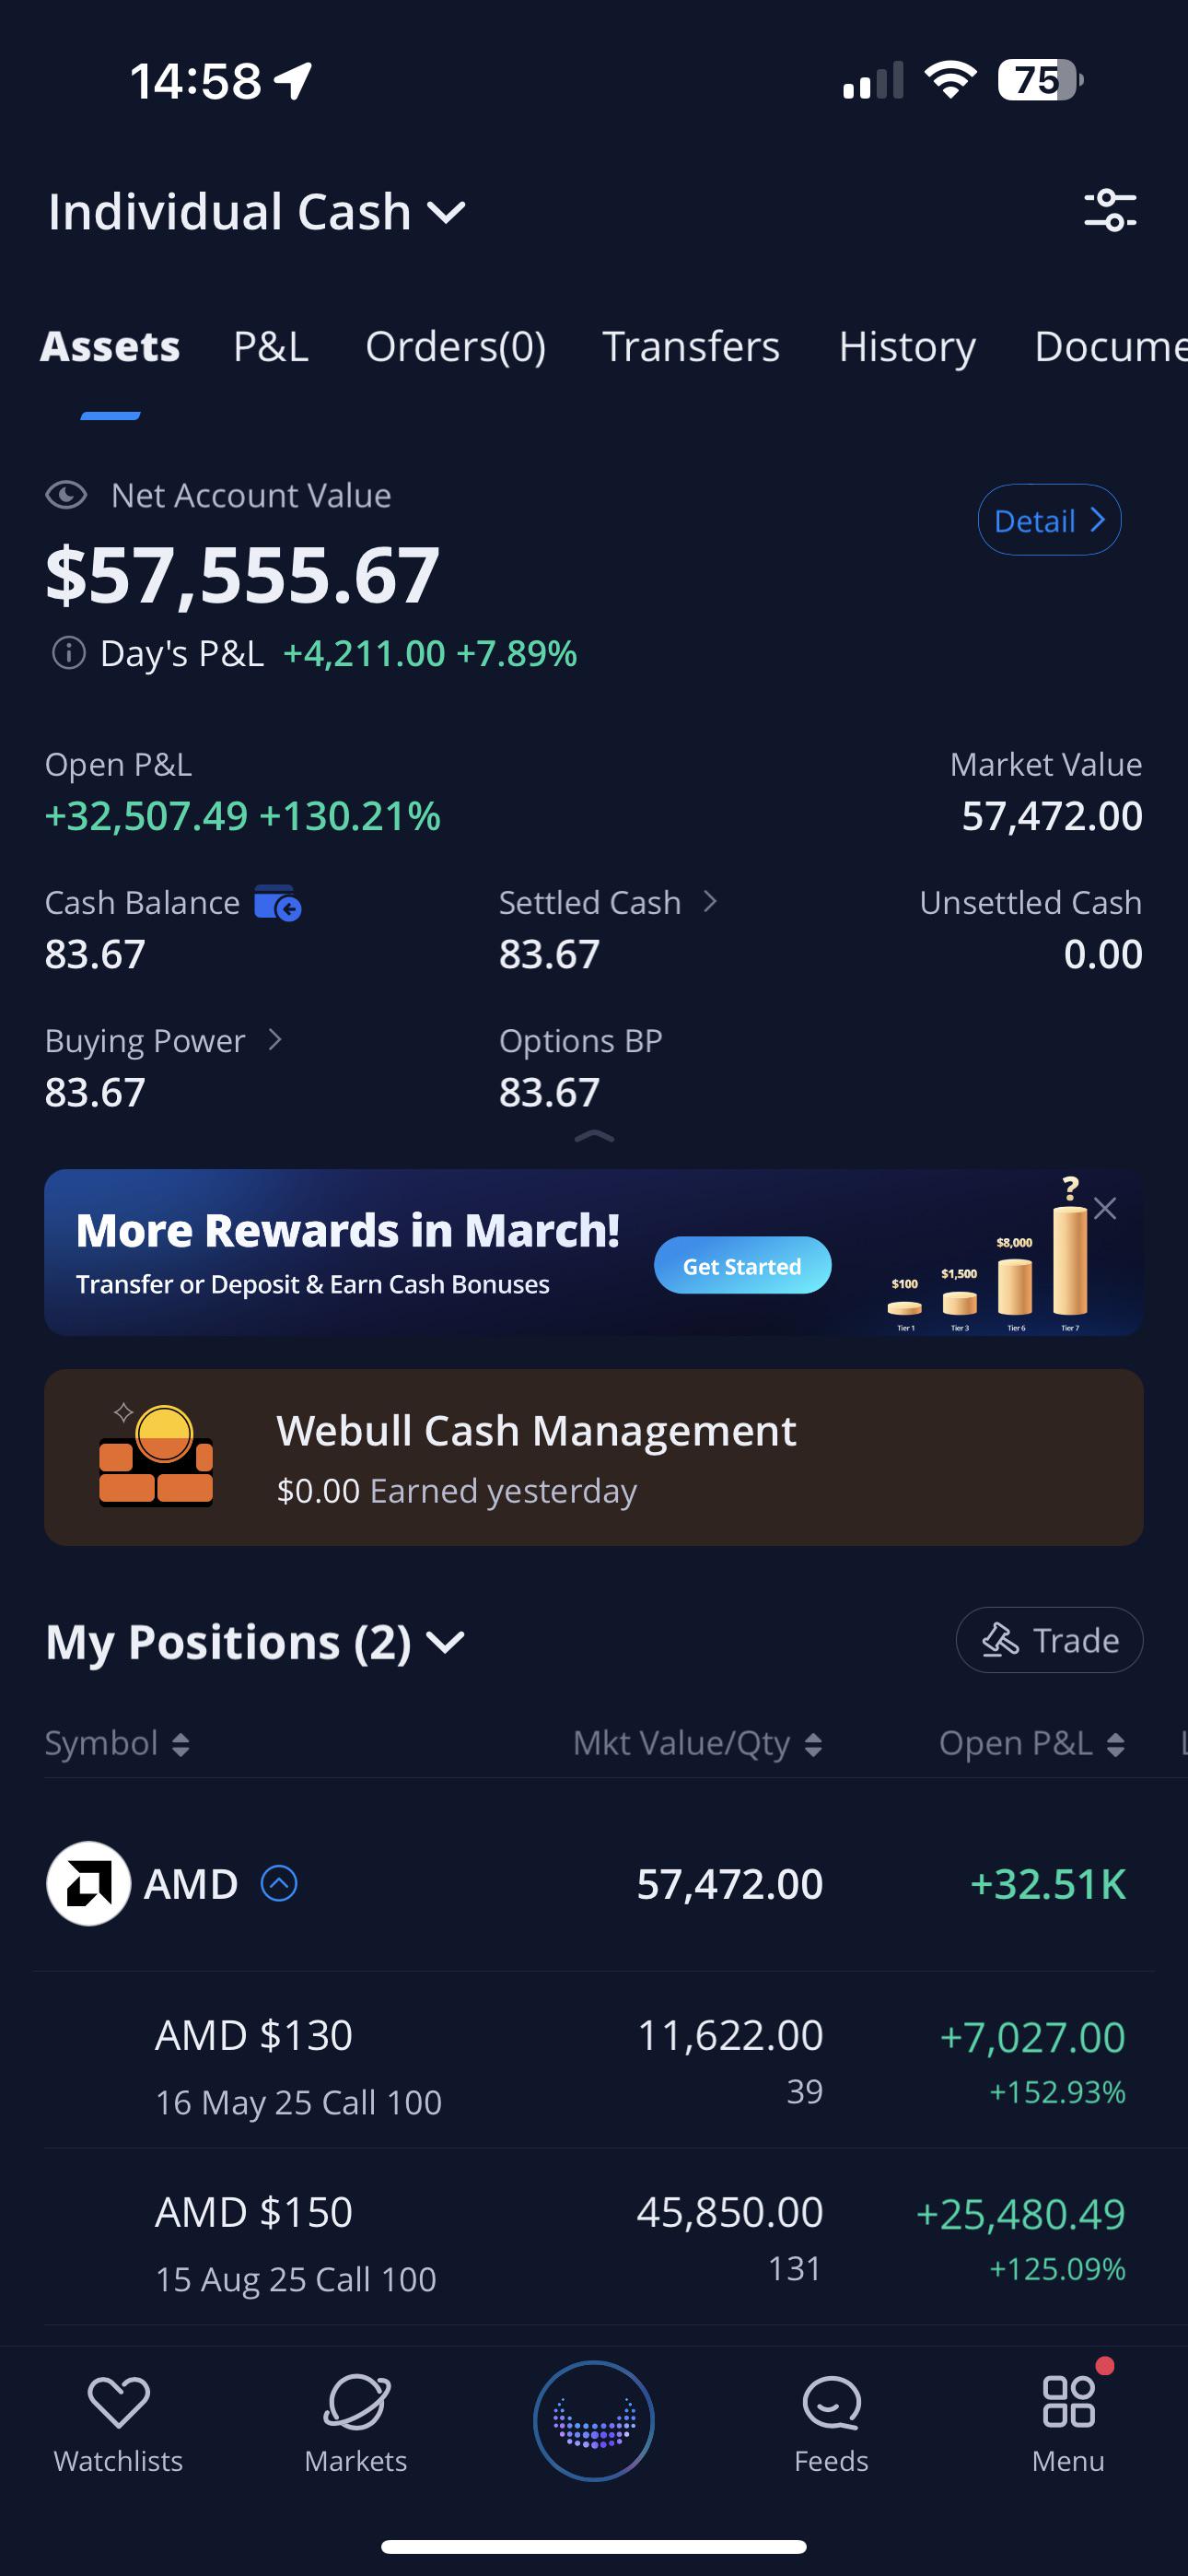 14:58
75
Individual Cash
Assets P&L Orders(0) Transfers History Docume
Net Account Value
Detail
$57,555.67
Day's P&L +4,211.00 +7.89%
Open P&L Market Value
+32,507.49 +130.21% 57,472.00
Cash Balance Settled Cash Unsettled Cash
83.67 83.67 0.00
Buying Power Options BP
83.67 83.67
More Rewards in March!
Transfer or Deposit & Earn Cash Bonuses
Get Started
$100 $1,500 $8,000 ?
Tier 1 Tier 3 Tier 6 Tier 7
Webull Cash Management
$0.00 Earned yesterday
My Positions (2)
Trade
Symbol Mkt Value/Qty Open P&L L
AMD 57,472.00 +32.51K
AMD $130 11,622.00 +7,027.00
16 May 25 Call 100 39 +152.93%
AMD $150 45,850.00 +25,480.49
15 Aug 25 Call 100 131 +125.09%
Watchlists Markets Feeds Menu